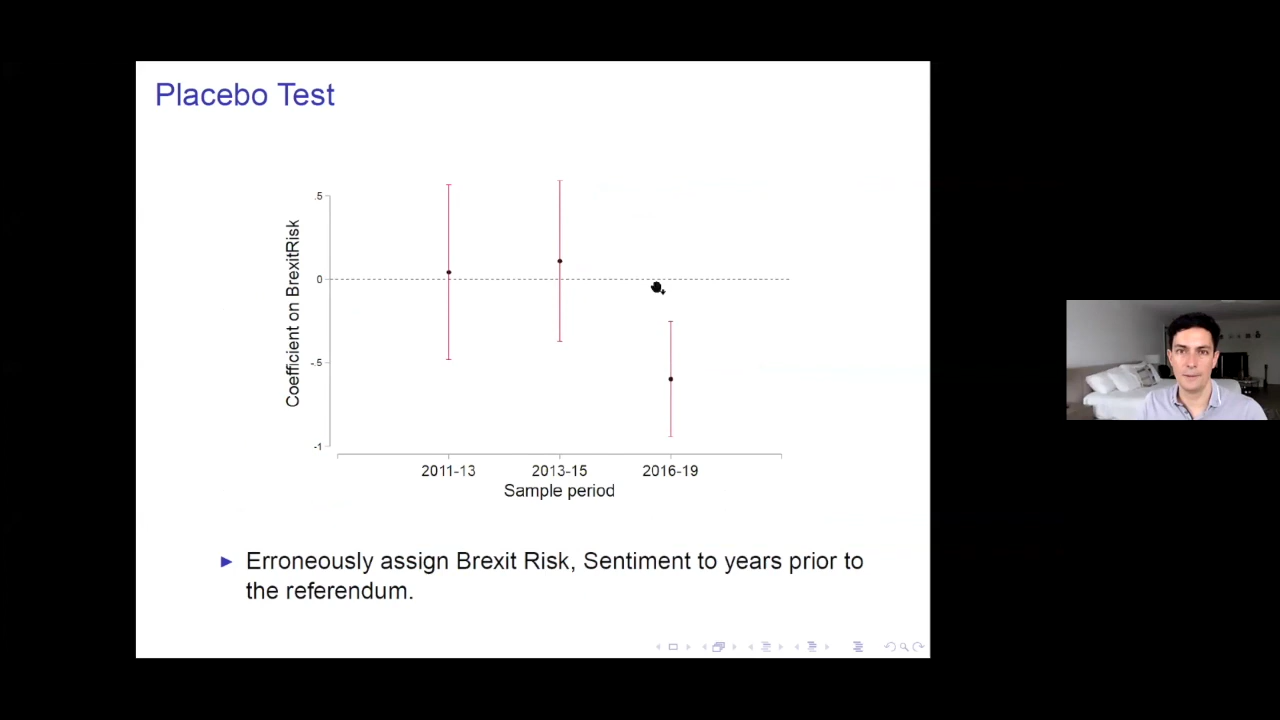 Placebo Test
Coefficient on BrexitRisk
.5
0
-.5
-1
2011-13 2013-15 2016-19
Sample period
Erroneously assign Brexit Risk, Sentiment to years prior to
the referendum.